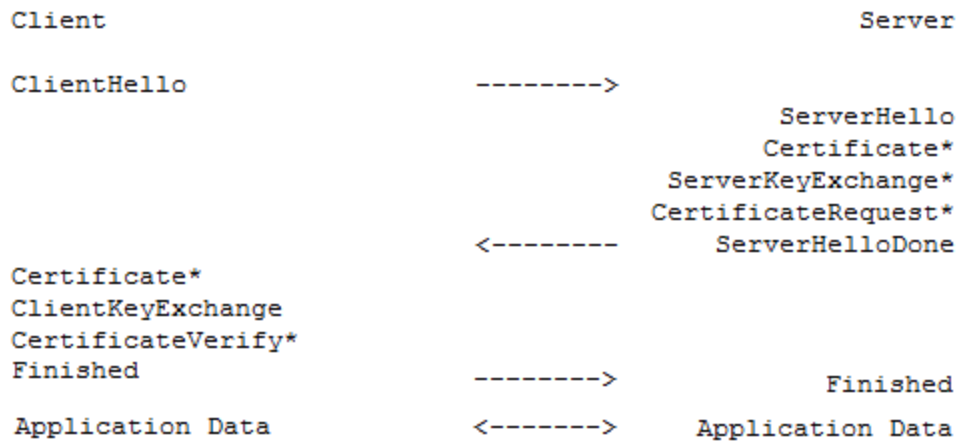 Client Server
ClientHello -------->
ServerHello
Certificate*
ServerKeyExchange*
CertificateRequest*
<-------- ServerHelloDone
Certificate*
ClientKeyExchange
CertificateVerify*
Finished --------> Finished
Application Data <-------> Application Data